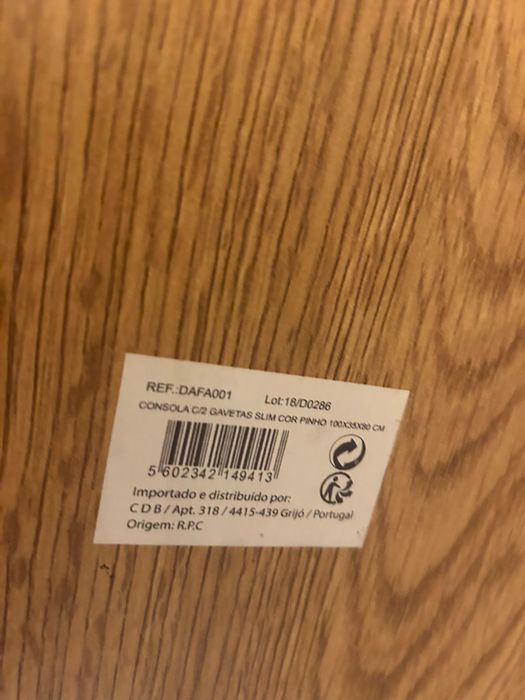 REF.:DAFA001 Lot:18/D0286
CONSOLA C/2 GAVETAS SLIM COR PINHO 100X35X80 CM
5 602342 149413
Importado e distribuído por:
C D B / Apt. 318 / 4415-439 Grijó / Portugal
Origem: R.P.C